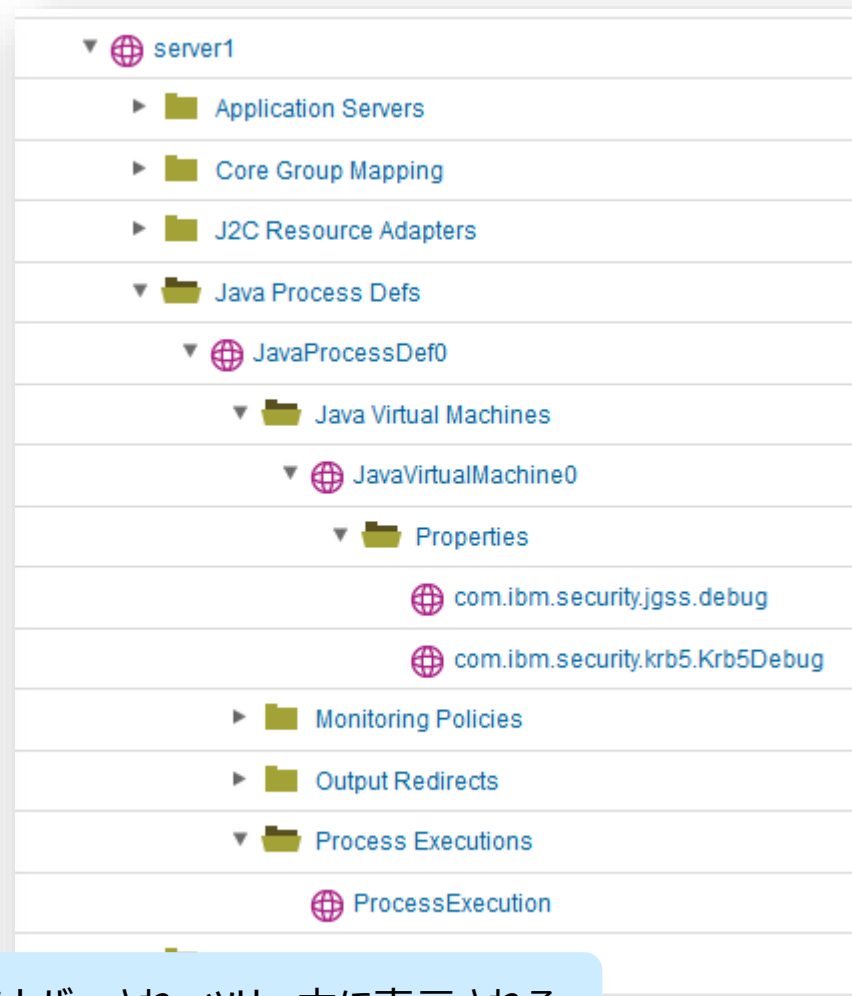 server1
Application Servers
Core Group Mapping
J2C Resource Adapters
Java Process Defs
JavaProcessDef0
Java Virtual Machines
JavaVirtualMachine0
Properties
com.ibm.security.jgss.debug
com.ibm.security.krb5.Krb5Debug
Monitoring Policies
Output Redirects
Process Executions
ProcessExecution